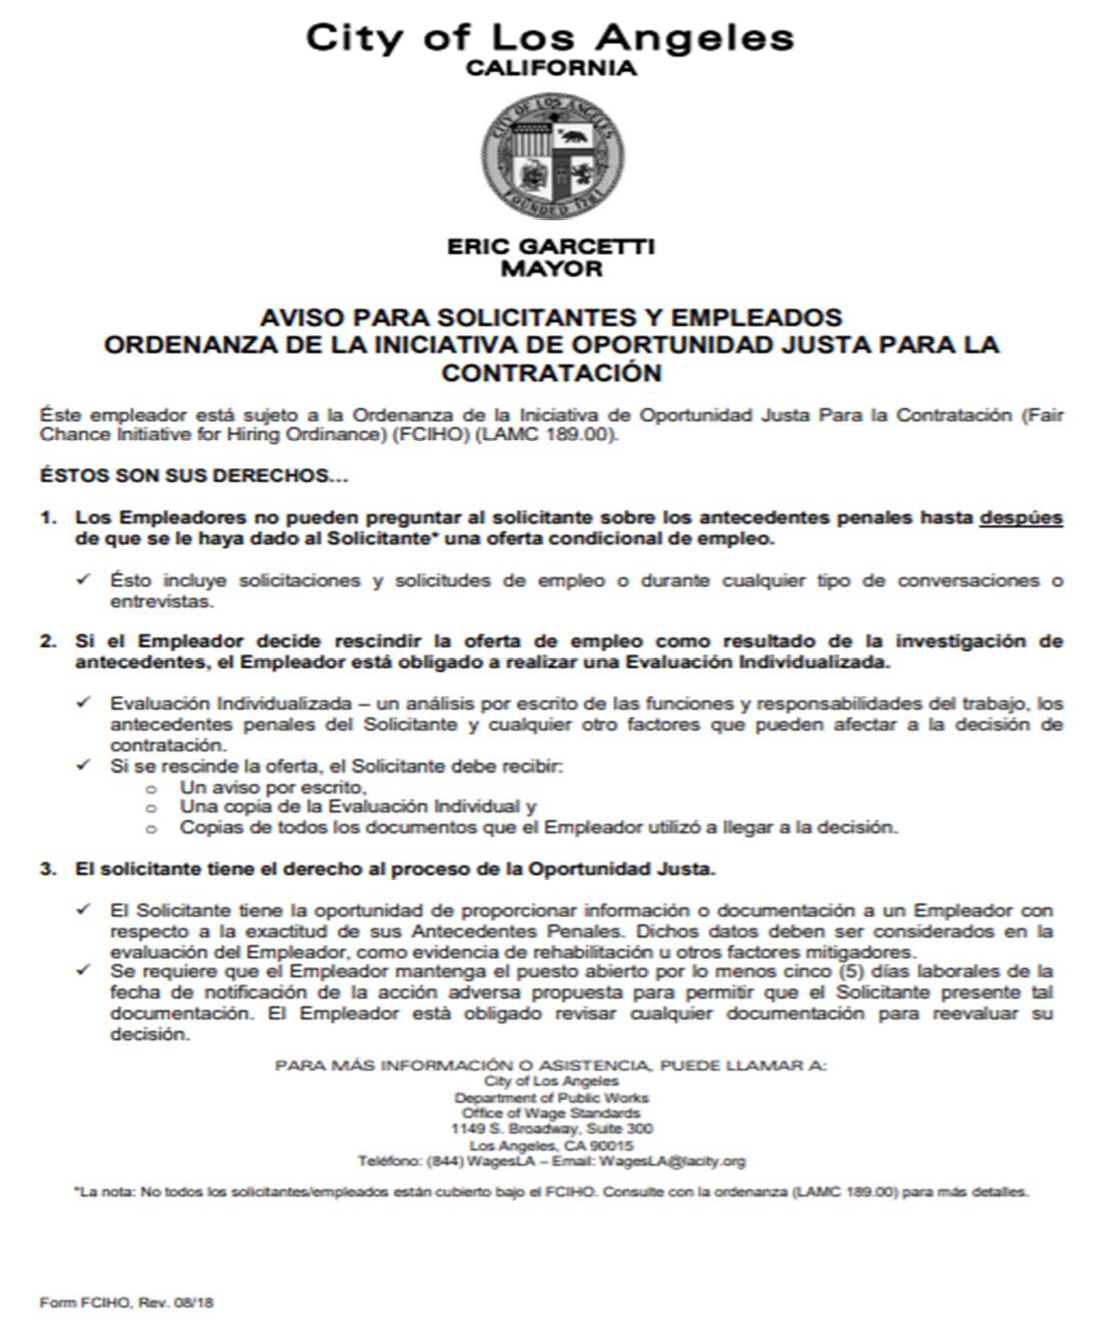 City of Los Angeles
CALIFORNIA
CITY OF LOS ANGELES
FOUNDED 1781
ERIC GARCETTI
MAYOR
AVISO PARA SOLICITANTES Y EMPLEADOS
ORDENANZA DE LA INICIATIVA DE OPORTUNIDAD JUSTA PARA LA
CONTRATACIÓN
Éste empleador está sujeto a la Ordenanza de la Iniciativa de Oportunidad Justa Para la Contratación (Fair
Chance Initiative for Hiring Ordinance) (FCIHO) (LAMC 189.00).
ÉSTOS SON SUS DERECHOS...
1. Los Empleadores no pueden preguntar al solicitante sobre los antecedentes penales hasta despúes
de que se le haya dado al Solicitante* una oferta condicional de empleo.
✓ Ésto incluye solicitaciones y solicitudes de empleo o durante cualquier tipo de conversaciones o
entrevistas.
2. Si el Empleador decide rescindir la oferta de empleo como resultado de la investigación de
antecedentes, el Empleador está obligado a realizar una Evaluación Individualizada.
✓ Evaluación Individualizada – un análisis por escrito de las funciones y responsabilidades del trabajo, los
antecedentes penales del Solicitante y cualquier otro factores que pueden afectar a la decisión de
contratación.
✓ Si se rescinde la oferta, el Solicitante debe recibir:
o Un aviso por escrito,
o Una copia de la Evaluación Individual y
o Copias de todos los documentos que el Empleador utilizó a llegar a la decisión.
3. El solicitante tiene el derecho al proceso de la Oportunidad Justa.
✓ El Solicitante tiene la oportunidad de proporcionar información o documentación a un Empleador con
respecto a la exactitud de sus Antecedentes Penales. Dichos datos deben ser considerados en la
evaluación del Empleador, como evidencia de rehabilitación u otros factores mitigadores.
✓ Se requiere que el Empleador mantenga el puesto abierto por lo menos cinco (5) días laborales de la
fecha de notificación de la acción adversa propuesta para permitir que el Solicitante presente tal
documentación. El Empleador està obligado revisar cualquier documentación para reevaluar su
decisión.
PARA MÁS INFORMACIÓN O ASISTENCIA, PUEDE LLAMAR A:
City of Los Angeles
Department of Public Works
Office of Wage Standards
1149 S. Broadway, Suite 300
Los Angeles, CA 90015
Teléfono: (844) WagesLA – Email: WagesLA@lacity.org
*La nota: No todos los solicitantes/empleados están cubierto bajo el FCIHO. Consulte con la ordenanza (LAMC 189.00) para más detalles.
Form FCIHO, Rev. 08/18